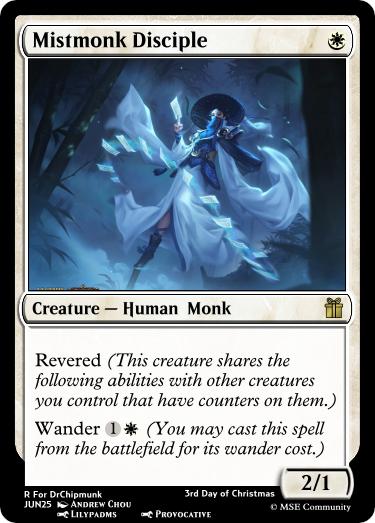 Mistmonk Disciple
Creature — Human Monk
Revered (This creature shares the
following abilities with other creatures
you control that have counters on them.)
Wander 1 (You may cast this spell
from the battlefield for its wander cost.)
2/1
R For DrChipmunk
3rd Day of Christmas
JUN25 Andrew Chou
© MSE Community
Lilypadms Provocative